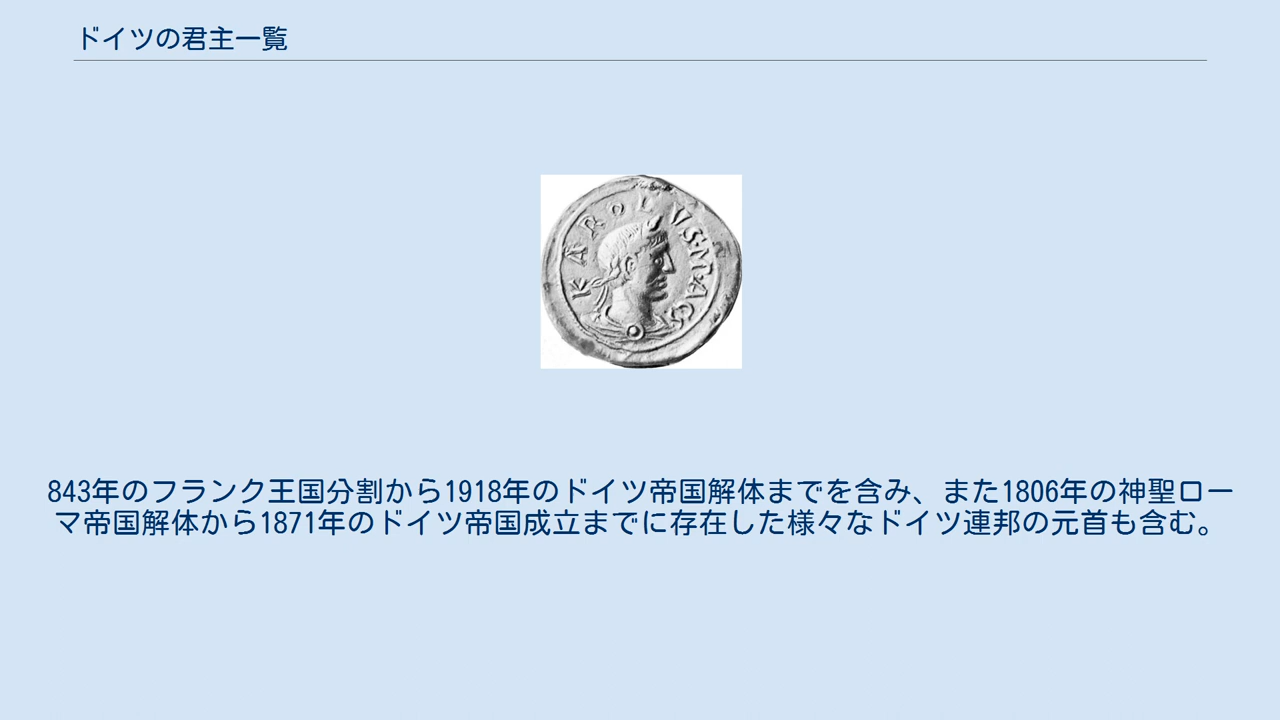 ドイツの君主一覧
KAROLVS·MAG
843年のフランク王国分割から1918年のドイツ帝国解体までを含み、また1806年の神聖ロー
マ帝国解体から1871年のドイツ帝国成立までに存在した様々なドイツ連邦の元首も含む。